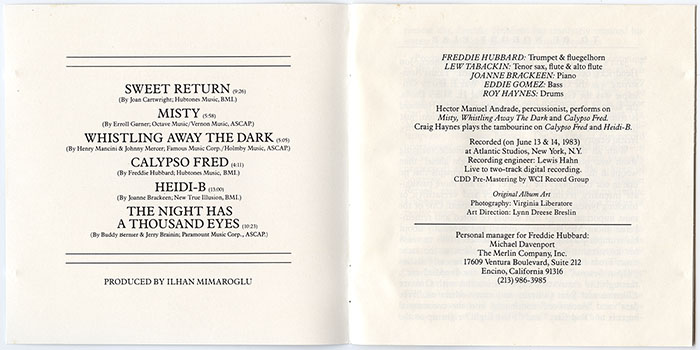 SWEET RETURN (9:26)
(By Joan Cartwright; Hubtones Music, BMI.)
MISTY (5:58)
(By Erroll Garner; Octave Music/Vernon Music, ASCAP.)
WHISTLING AWAY THE DARK (5:05)
(By Henry Mancini & Johnny Mercer; Famous Music Corp./Holmby Music, ASCAP.)
CALYPSO FRED (4:11)
(By Freddie Hubbard; Hubtones Music, BMI.)
HEIDI-B (13:00)
(By Joanne Brackeen; New True Illusion, BMI.)
THE NIGHT HAS
A THOUSAND EYES (10:23)
(By Buddy Bernier & Jerry Brainin; Paramount Music Corp., ASCAP.)
PRODUCED BY ILHAN MIMAROGLU
FREDDIE HUBBARD: Trumpet & fluegelhorn
LEW TABACKIN: Tenor sax, flute & alto flute
JOANNE BRACKEEN: Piano
EDDIE GOMEZ: Bass
ROY HAYNES: Drums
Hector Manuel Andrade, percussionist, performs on
Misty, Whistling Away The Dark and Calypso Fred.
Craig Haynes plays the tambourine on Calypso Fred and Heidi-B.
Recorded (on June 13 & 14, 1983)
at Atlantic Studios, New York, N.Y.
Recording engineer: Lewis Hahn
Live to two-track digital recording.
CDD Pre-Mastering by WCI Record Group
Original Album Art
Photography: Virginia Liberatore
Art Direction: Lynn Dreese Breslin
Personal manager for Freddie Hubbard:
Michael Davenport
The Merlin Company, Inc.
17609 Ventura Boulevard, Suite 212
Encino, California 91316
(213) 986-3985